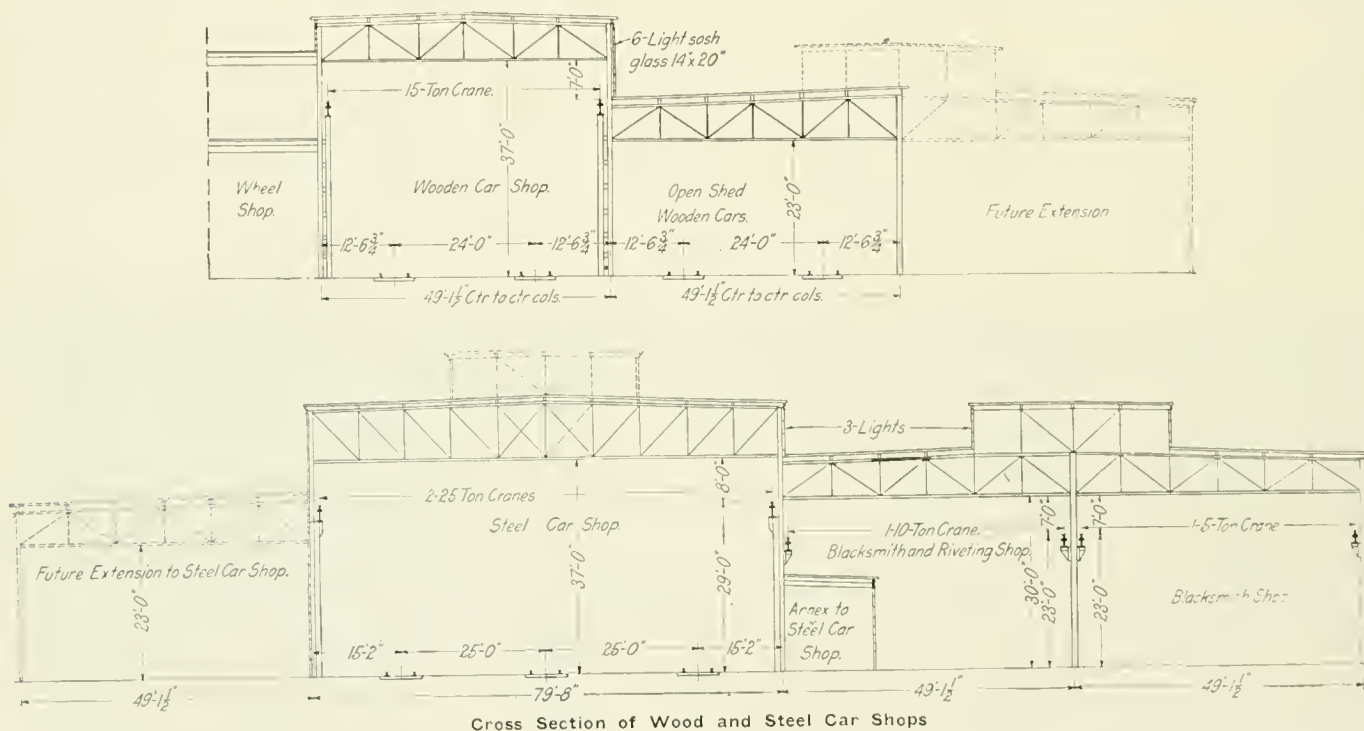 6-Light sash
glass 14"x20"
15-Ton Crane.
7'-0"
37'-0"
Wheel
Shop.
Wooden Car Shop.
Open Shed
Wooden Cars.
23'-0"
Future Extension
12'-6¾"
24'-0"
12'-6¾"
12'-6¾"
24'-0"
12'-6¾"
49'-1½" Ctr to ctr cols.
49'-1½" Ctr to ctr cols.
3-Lights
2-25 Ton Cranes
8'-0"
Steel Car Shop.
1-10-Ton Crane.
7'-0"
7'-0"
1-5-Ton Crane
Blacksmith and Riveting Shop
Future Extension to Steel Car Shop.
37'-0"
29'-0"
30'-0"
23'-0"
23'-0"
Blacksmith Shop
23'-0"
Annex to
Steel Car
Shop.
15'-2"
25'-0"
25'-0"
15'-2"
49'-1½"
79'-8"
49'-1½"
49'-1½"
Cross Section of Wood and Steel Car Shops